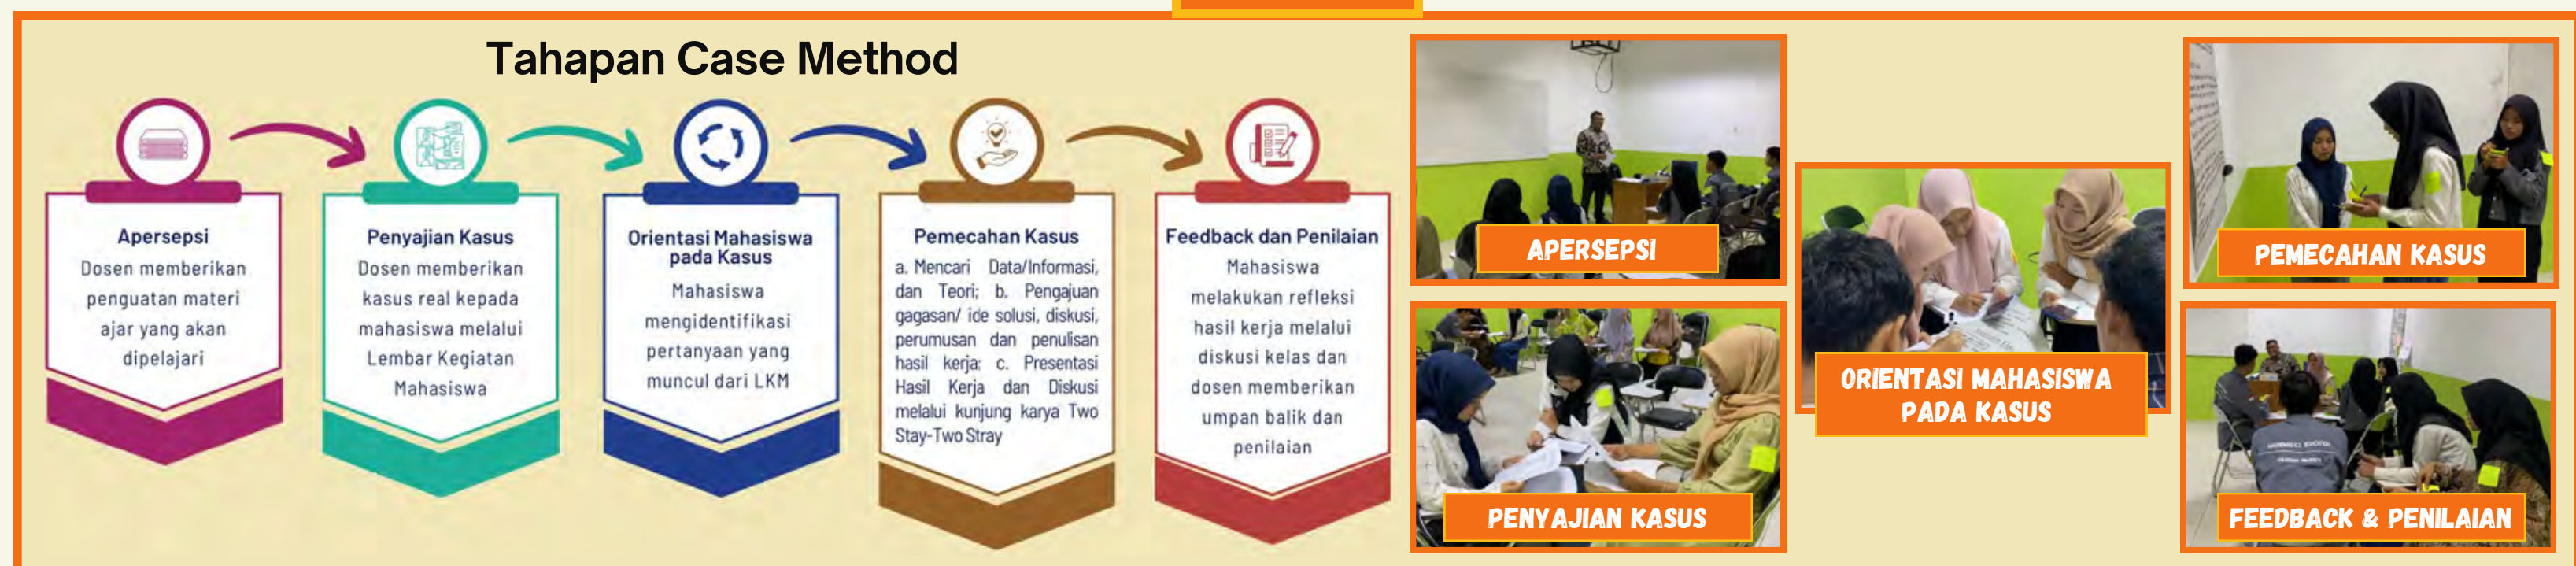 Tahapan Case Method
Apersepsi
Dosen memberikan
penguatan materi
ajar yang akan
dipelajari
Penyajian Kasus
Dosen memberikan
kasus real kepada
mahasiswa melalui
Lembar Kegiatan
Mahasiswa
Orientasi Mahasiswa
pada Kasus
Mahasiswa
mengidentifikasi
pertanyaan yang
muncul dari LKM
Pemecahan Kasus
a. Mencari Data/Informasi,
dan Teori; b. Pengajuan
gagasan/ ide solusi, diskusi,
perumusan dan penulisan
hasil kerja; c. Presentasi
Hasil Kerja dan Diskusi
melalui kunjung karya Two
Stay-Two Stray
Feedback dan Penilaian
Mahasiswa
melakukan refleksi
hasil kerja melalui
diskusi kelas dan
dosen memberikan
umpan balik dan
penilaian
APERSEPSI
PENYAJIAN KASUS
ORIENTASI MAHASISWA
PADA KASUS
PEMECAHAN KASUS
FEEDBACK & PENILAIAN